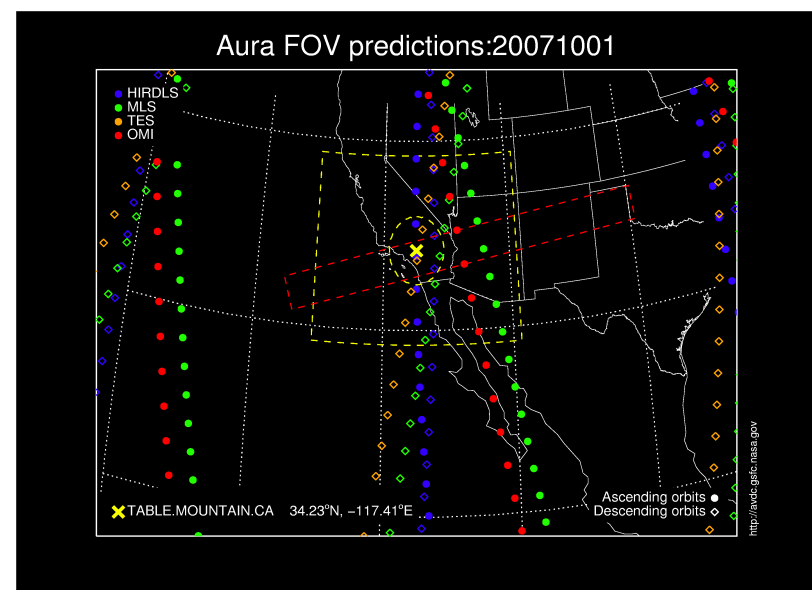 Aura FOV predictions:20071001
HIRDLS
MLS
TES
OMI
TABLE.MOUNTAIN.CA 34.23°N, −117.41°E
Ascending orbits
Descending orbits
http://avdc.gsfc.nasa.gov